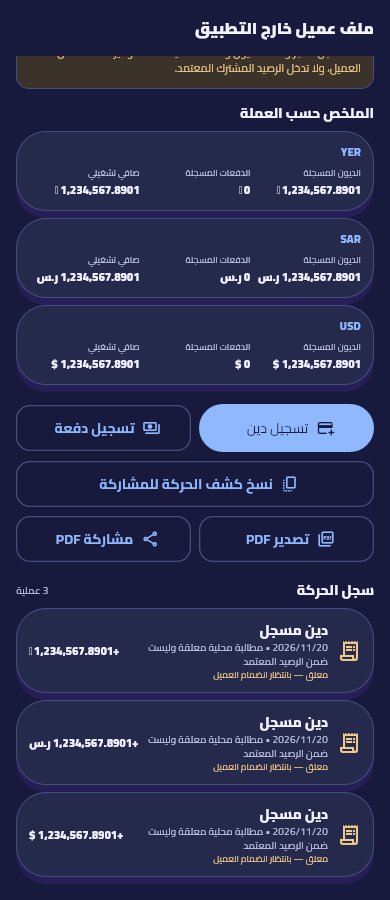 ملف عميل خارج التطبيق
العميل، ولا تدخل الرصيد المشترك المعتمد.
الملخص حسب العملة
YER
الديون المسجلة الدفعات المسجلة صافي تشغيلي
1,234,567.8901 0 1,234,567.8901
SAR
الديون المسجلة الدفعات المسجلة صافي تشغيلي
1,234,567.8901 ر.س 0 ر.س 1,234,567.8901 ر.س
USD
الديون المسجلة الدفعات المسجلة صافي تشغيلي
1,234,567.8901 $ 0 $ 1,234,567.8901 $
تسجيل دين
تسجيل دفعة
نسخ كشف الحركة للمشاركة
تصدير PDF
مشاركة PDF
سجل الحركة
3 عملية
دين مسجل
2026/11/20 • مطالبة محلية معلقة وليست
ضمن الرصيد المعتمد
معلق — بانتظار انضمام العميل
+1,234,567.8901
دين مسجل
2026/11/20 • مطالبة محلية معلقة وليست
ضمن الرصيد المعتمد
معلق — بانتظار انضمام العميل
+1,234,567.8901 ر.س
دين مسجل
2026/11/20 • مطالبة محلية معلقة وليست
ضمن الرصيد المعتمد
معلق — بانتظار انضمام العميل
+1,234,567.8901 $